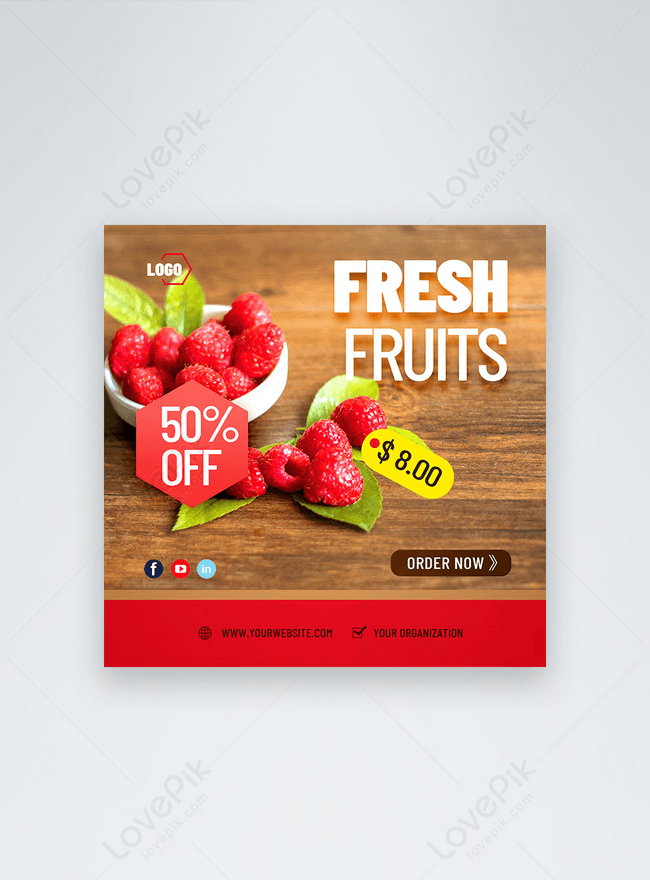 LovePik
lovepik.com
LovePik
lovepik.com
LOGO
FRESH
FRUITS
50%
OFF
$ 8.00
f
in
ORDER NOW
WWW.YOURWEBSITE.COM
YOUR ORGANIZATION
LovePik
lovepik.com
LovePik
lovepik.com